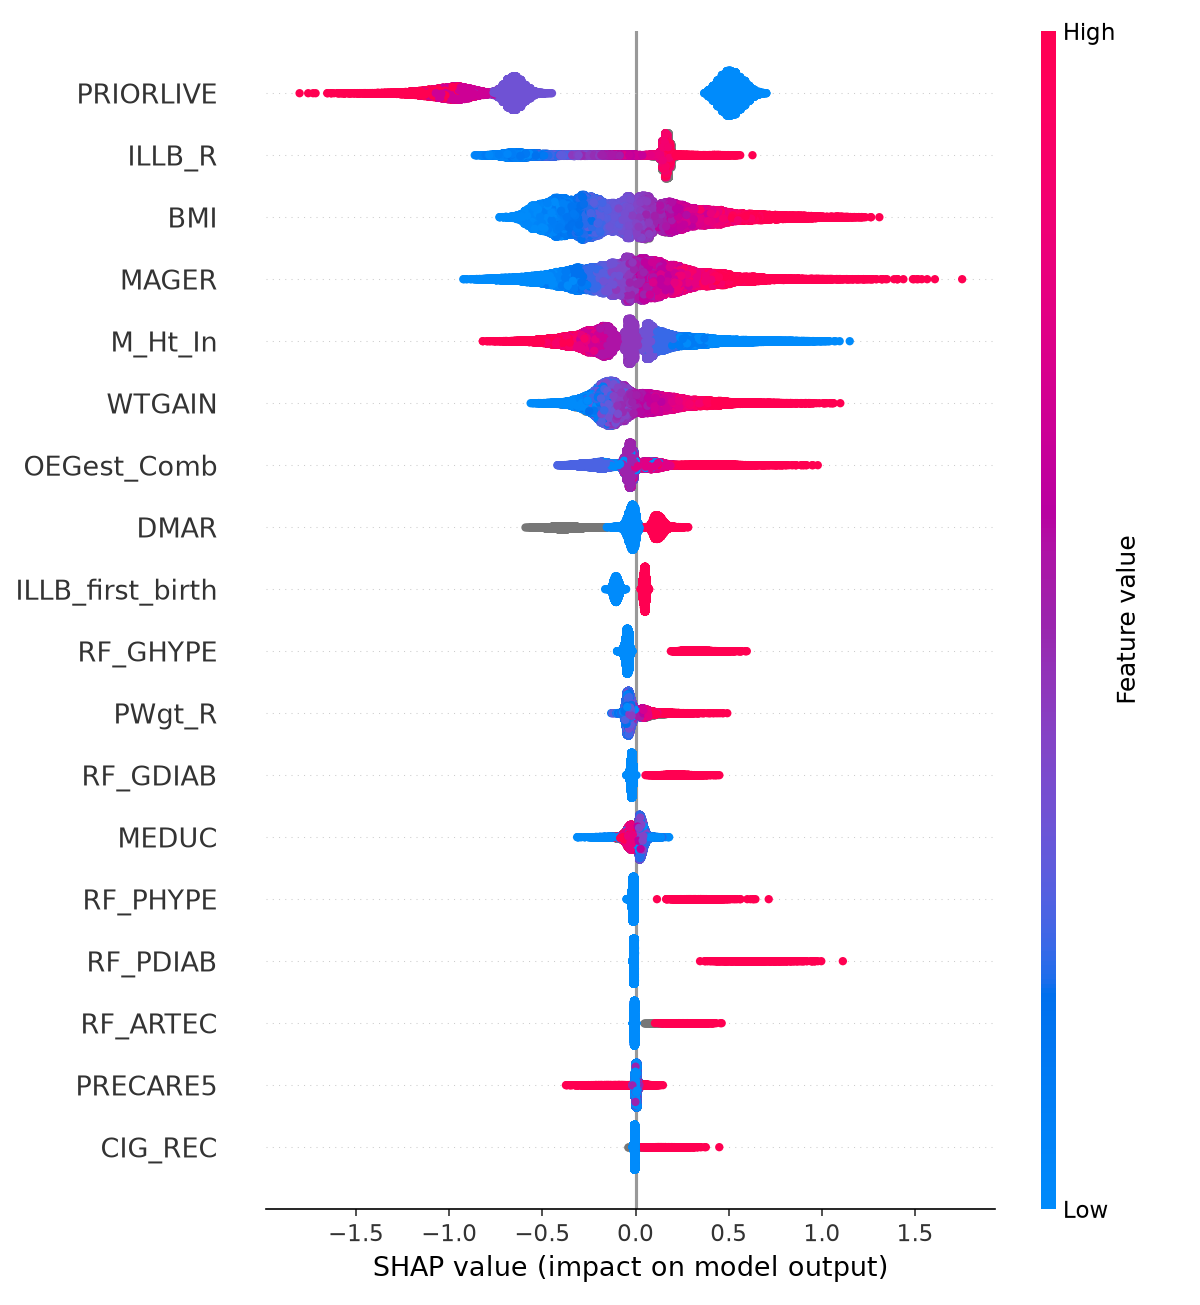 High
PRIORLIVE
ILLB_R
BMI
MAGER
M_Ht_In
WTGAIN
OEGest_Comb
DMAR
ILLB_first_birth
RF_GHYPE
PWgt_R
RF_GDIAB
MEDUC
RF_PHYPE
RF_PDIAB
RF_ARTEC
PRECARE5
CIG_REC
Feature value
Low
−1.5 −1.0 −0.5 0.0 0.5 1.0 1.5
SHAP value (impact on model output)